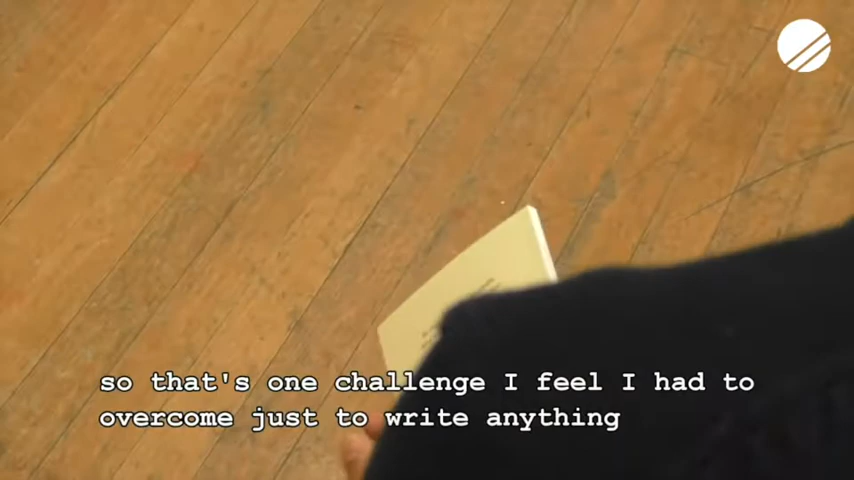 so that's one challenge I feel I had to
overcome just to write anything